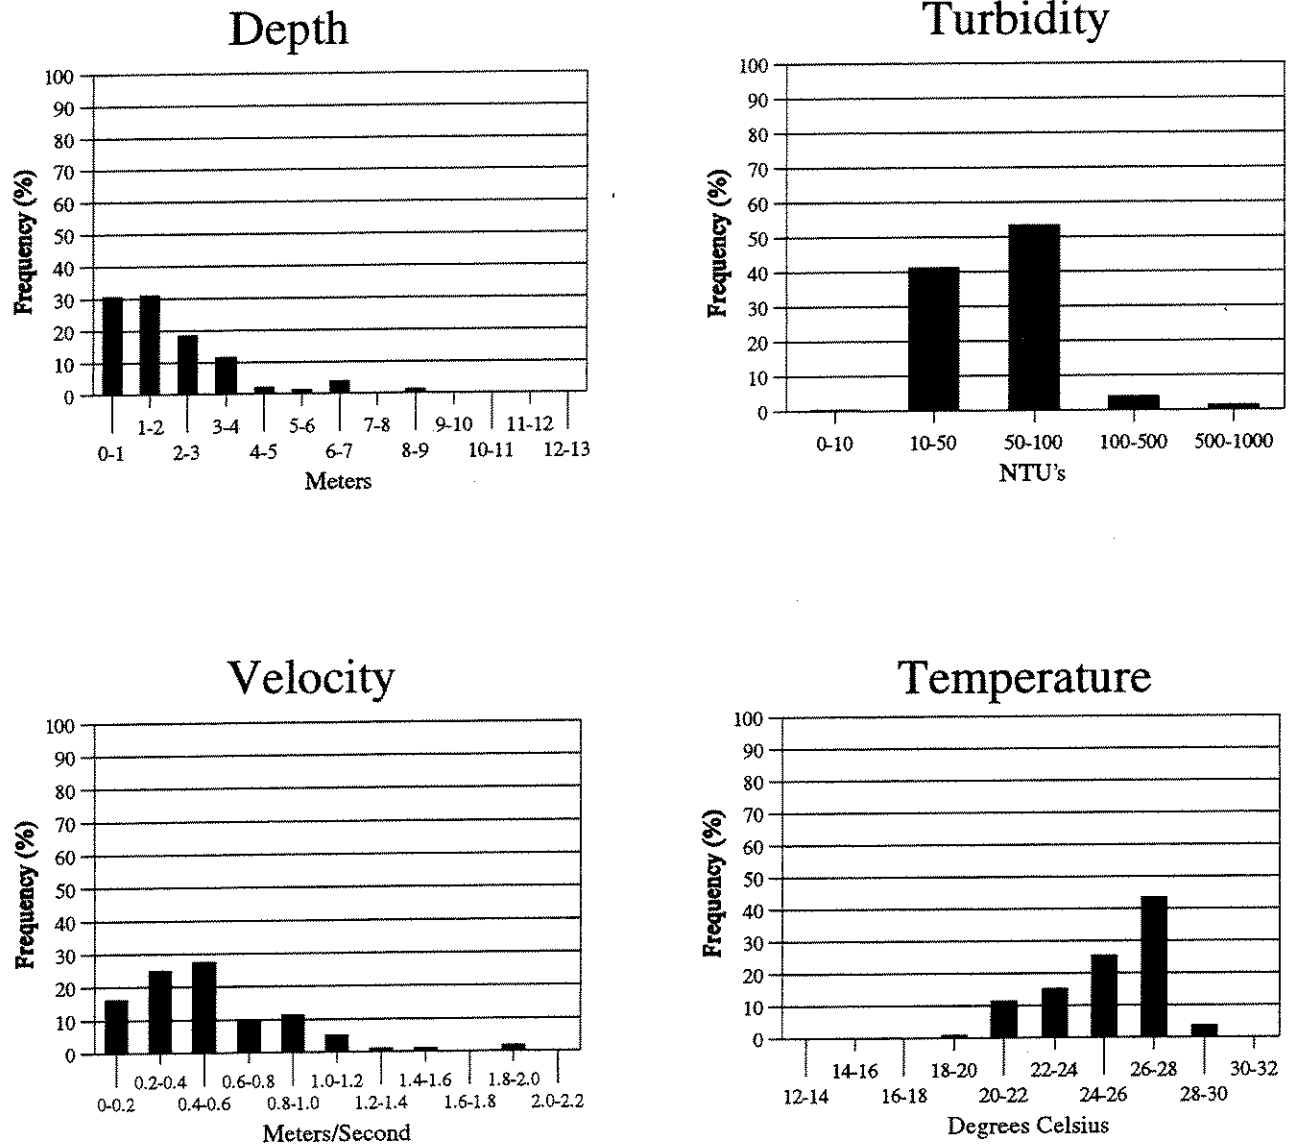 Depth
100
90
80
70
60
50
40
30
20
10
0
Frequency (%)
1-2 3-4 5-6 7-8 9-10 11-12
0-1 2-3 4-5 6-7 8-9 10-11 12-13
Meters
Turbidity
100
90
80
70
60
50
40
30
20
10
0
Frequency (%)
0-10 10-50 50-100 100-500 500-1000
NTU's
Velocity
100
90
80
70
60
50
40
30
20
10
0
Frequency (%)
0.2-0.4 0.6-0.8 1.0-1.2 1.4-1.6 1.8-2.0
0-0.2 0.4-0.6 0.8-1.0 1.2-1.4 1.6-1.8 2.0-2.2
Meters/Second
Temperature
100
90
80
70
60
50
40
30
20
10
0
Frequency (%)
14-16 18-20 22-24 26-28 30-32
12-14 16-18 20-22 24-26 28-30
Degrees Celsius